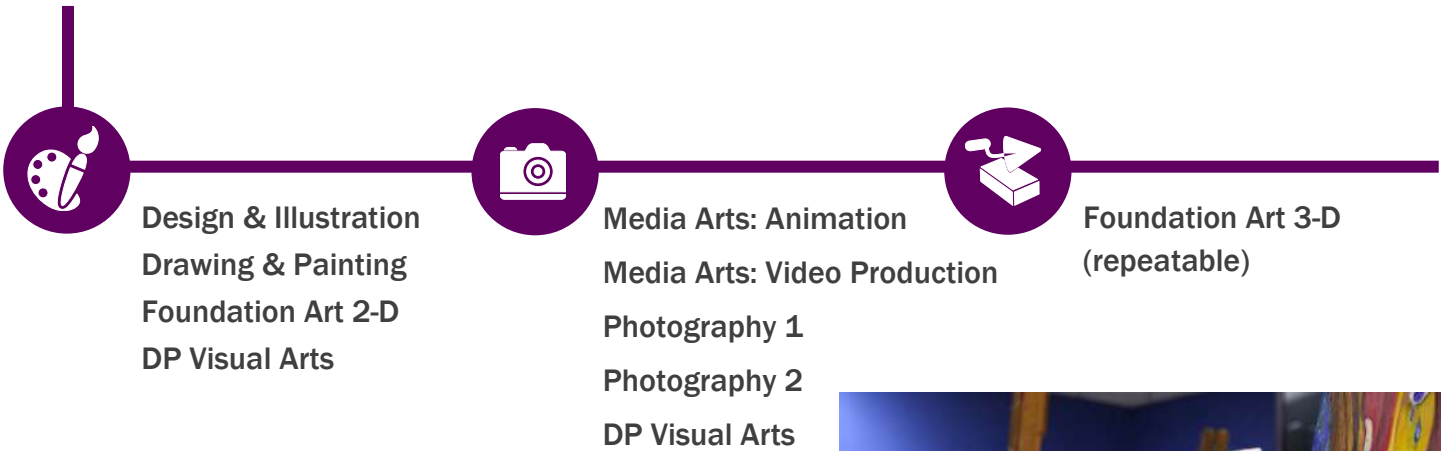 Design & Illustration
Drawing & Painting
Foundation Art 2-D
DP Visual Arts
Media Arts: Animation
Media Arts: Video Production
Photography 1
Photography 2
DP Visual Arts
Foundation Art 3-D
(repeatable)